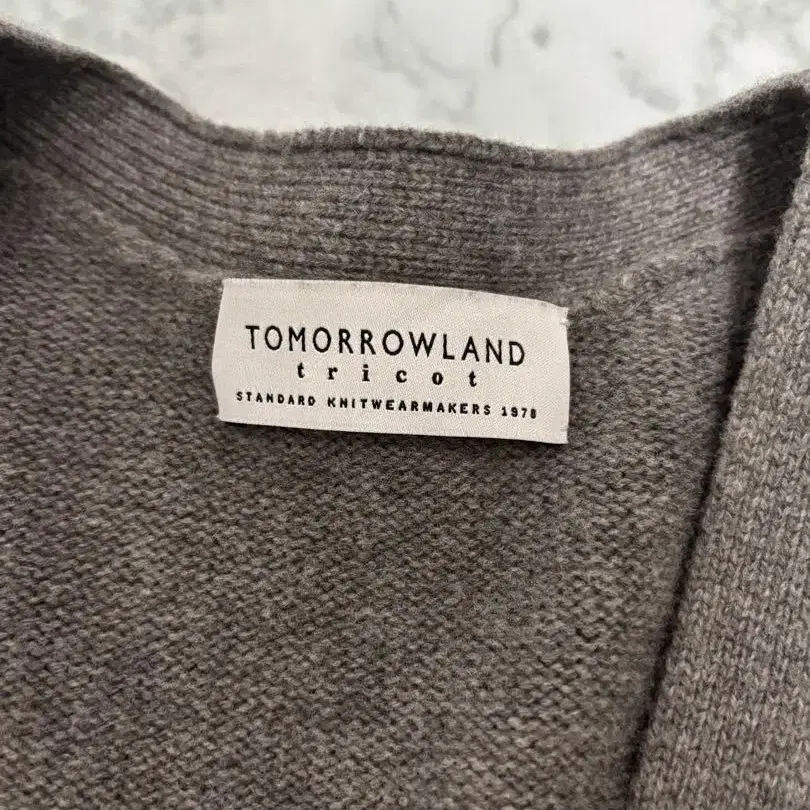 TOMORROWLAND
tricot
STANDARD KNITWEARMAKERS 1978